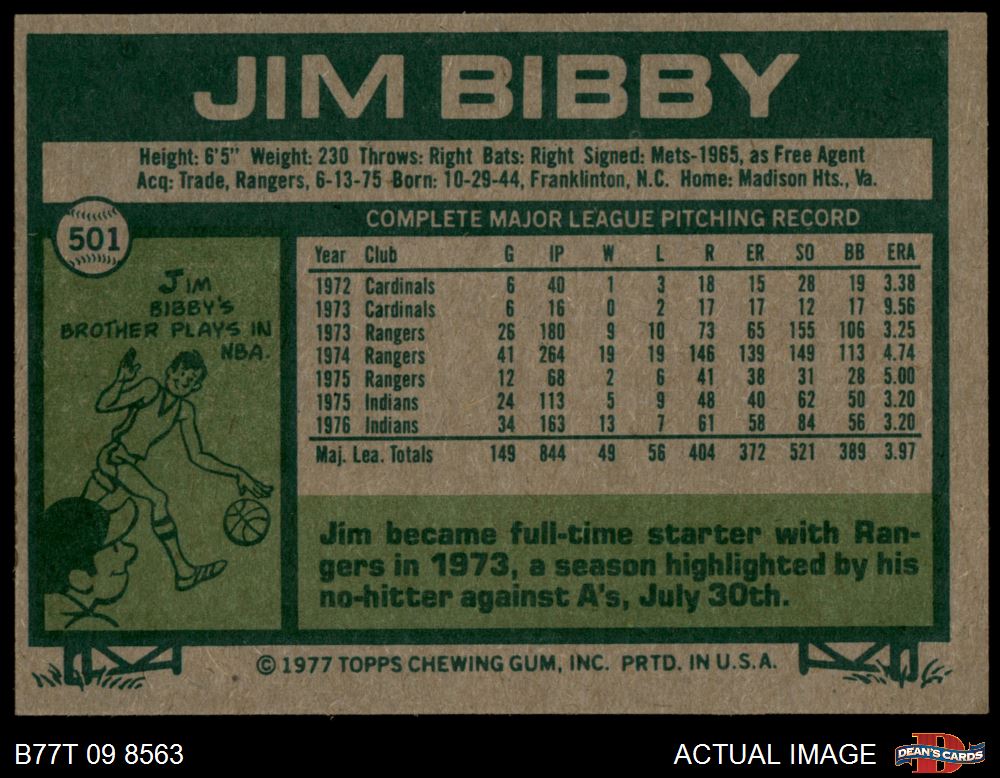 JIM BIBBY
Height: 6'5" Weight: 230 Throws: Right Bats: Right Signed: Mets-1965, as Free Agent
Acq: Trade, Rangers, 6-13-75 Born: 10-29-44, Franklinton, N.C. Home: Madison Hts., Va.
501
COMPLETE MAJOR LEAGUE PITCHING RECORD
JIM
BIBBY'S
BROTHER PLAYS IN
NBA.
Year Club G IP W L R ER SO BB ERA
1972 Cardinals 6 40 1 3 18 15 28 19 3.38
1973 Cardinals 6 16 0 2 17 17 12 17 9.56
1973 Rangers 26 180 9 10 73 65 155 106 3.25
1974 Rangers 41 264 19 19 146 139 149 113 4.74
1975 Rangers 12 68 2 6 41 38 31 28 5.00
1975 Indians 24 113 5 9 48 40 62 50 3.20
1976 Indians 34 163 13 7 61 58 84 56 3.20
Maj. Lea. Totals 149 844 49 56 404 372 521 389 3.97
Jim became full-time starter with Ran-
gers in 1973, a season highlighted by his
no-hitter against A's, July 30th.
© 1977 TOPPS CHEWING GUM, INC. PRTD. IN U.S.A.
B77T 09 8563
ACTUAL IMAGE
DEAN'S CARDS